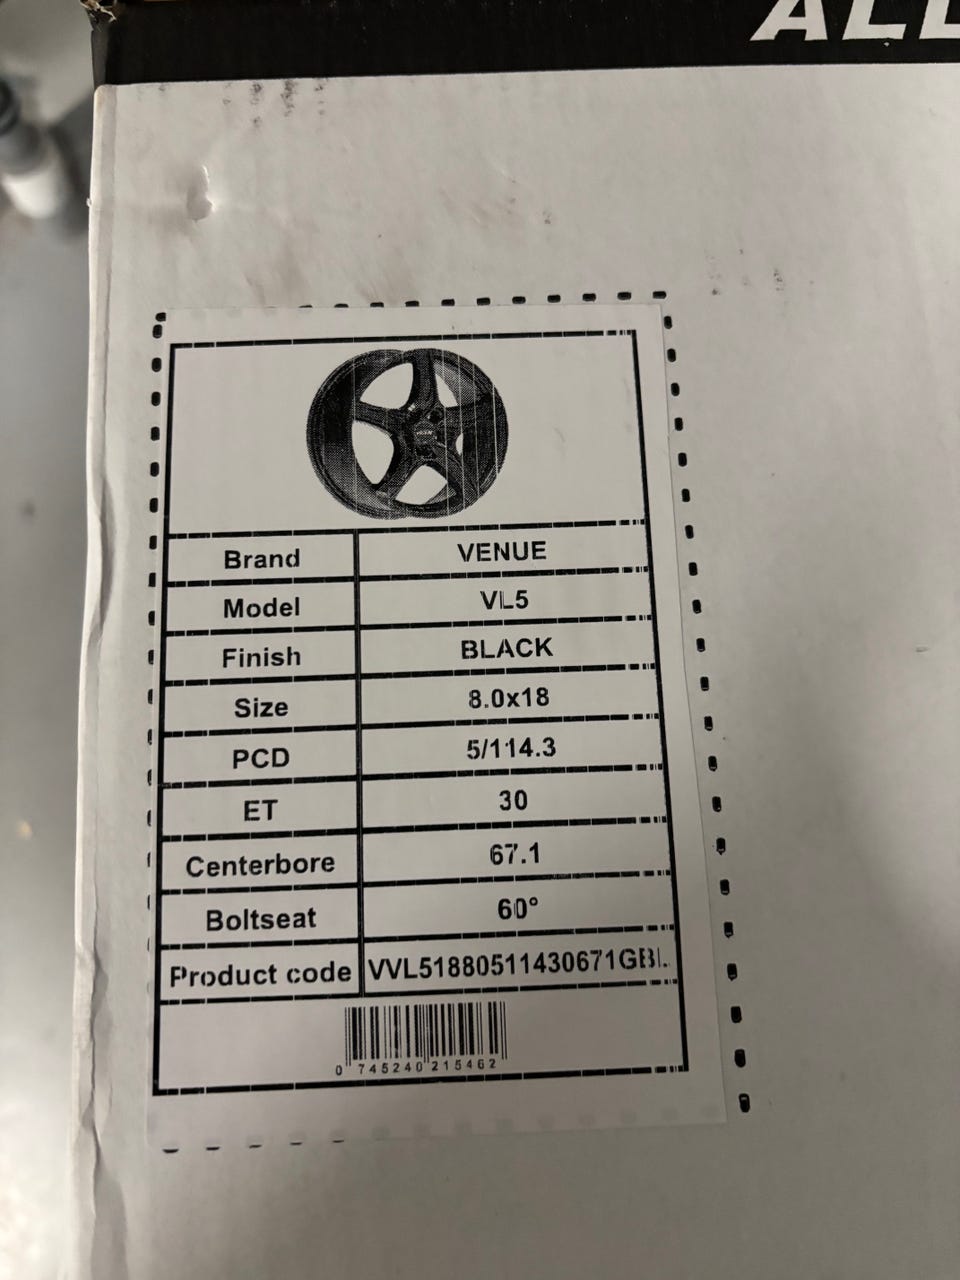 ALL
Brand VENUE
Model VL5
Finish BLACK
Size 8.0x18
PCD 5/114.3
ET 30
Centerbore 67.1
Boltseat 60°
Product code VVL51880511430671GBL
0 745240 215462